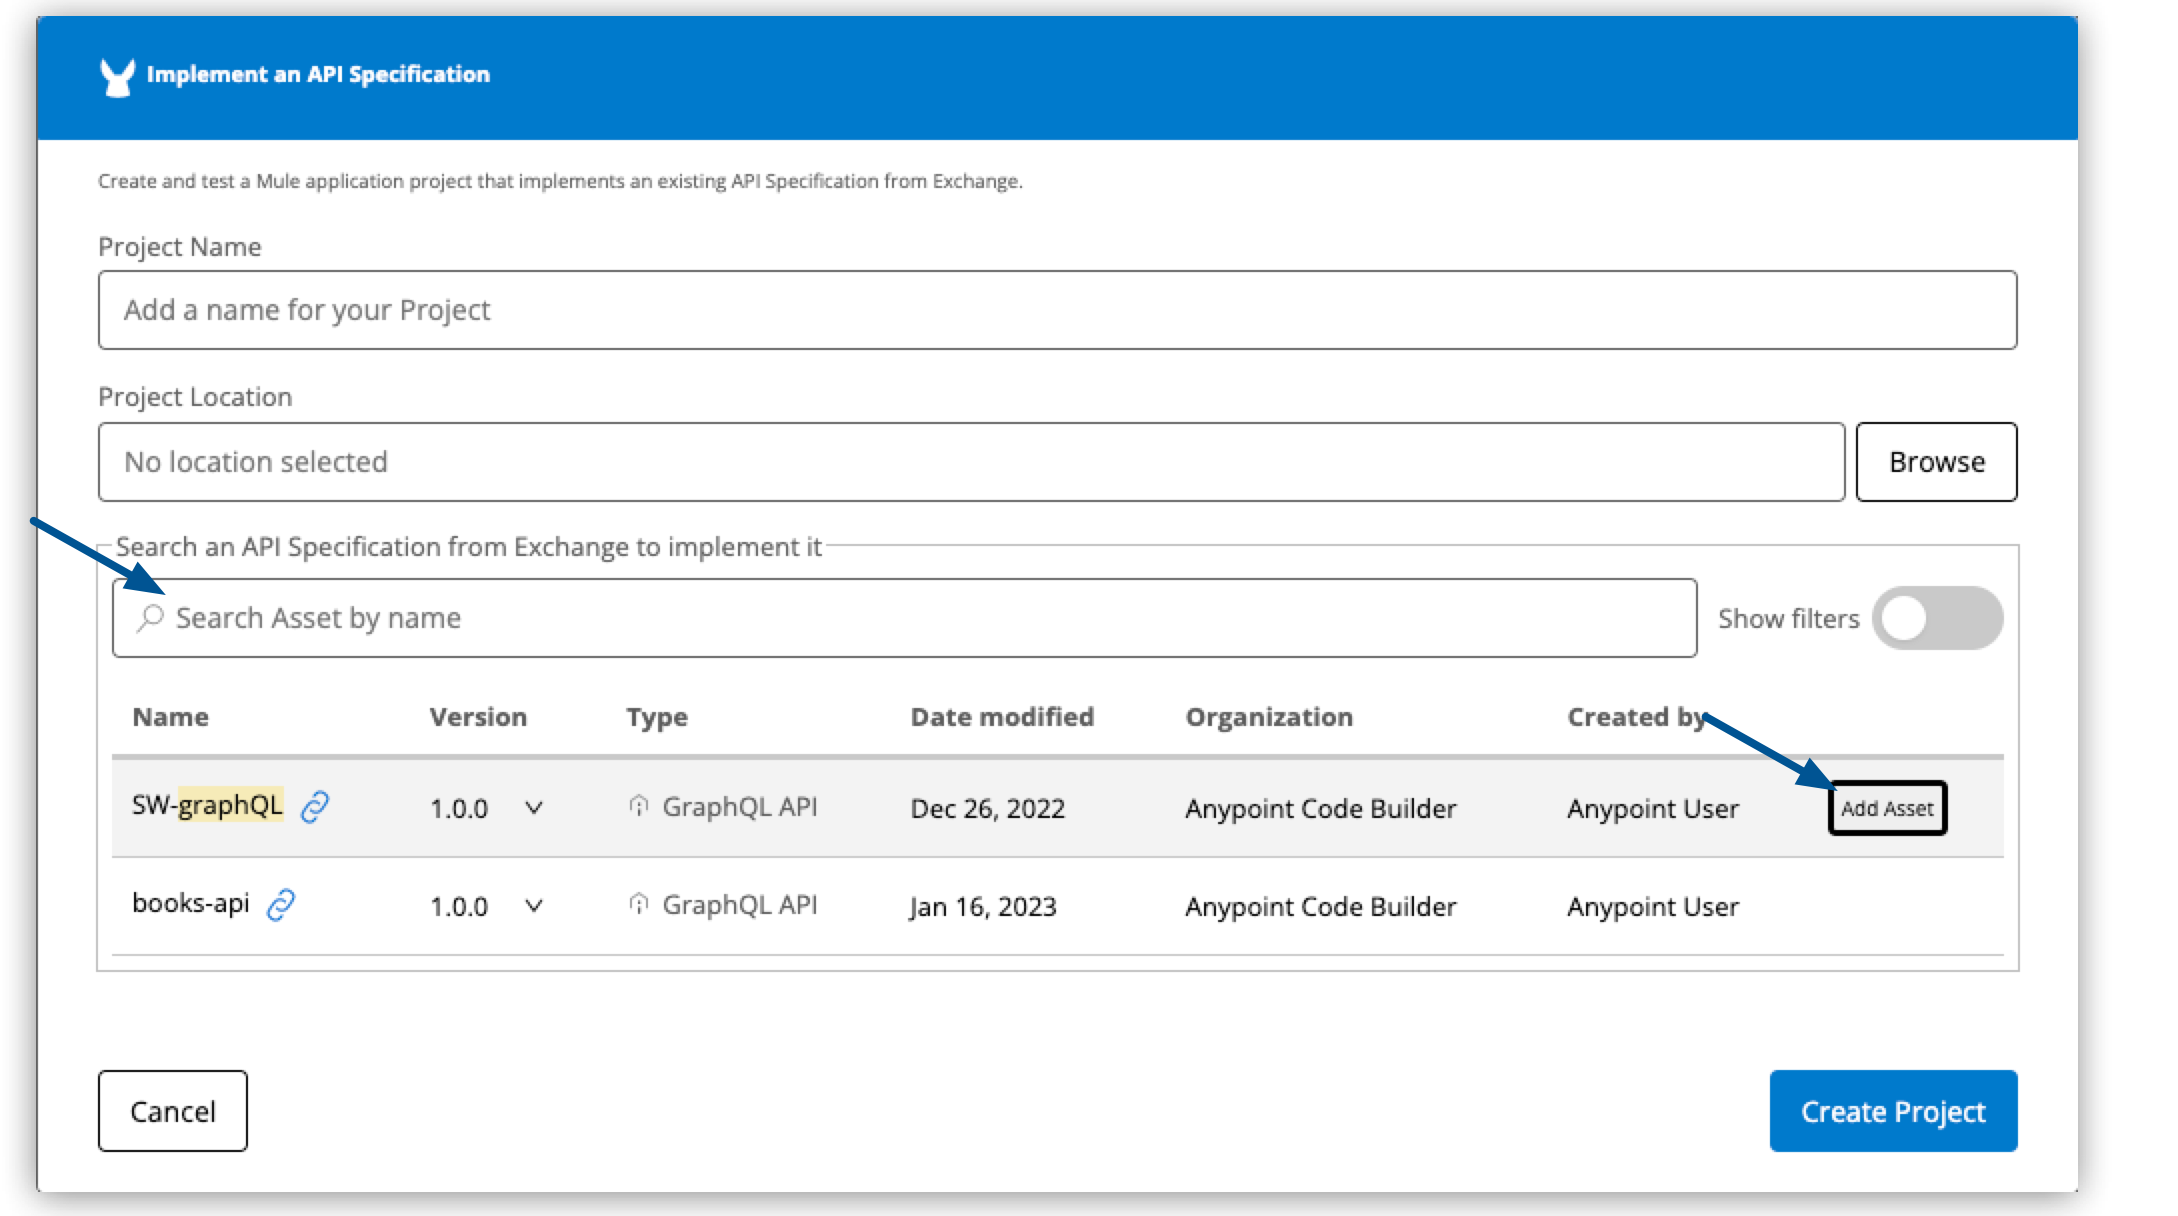 Implement an API Specification
Create and test a Mule application project that implements an existing API Specification from Exchange.
Project Name
Add a name for your Project
Project Location
No location selected
Browse
Search an API Specification from Exchange to implement it
Search Asset by name
Show filters
Name Version Type Date modified Organization Created by
SW-graphQL 1.0.0 GraphQL API Dec 26, 2022 Anypoint Code Builder Anypoint User Add Asset
books-api 1.0.0 GraphQL API Jan 16, 2023 Anypoint Code Builder Anypoint User
Cancel
Create Project